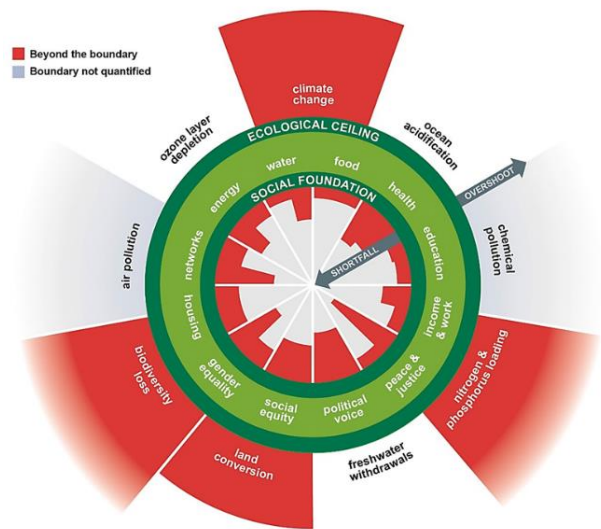 Beyond the boundary
Boundary not quantified
climate
change
ozone layer
depletion
ECOLOGICAL CEILING
ocean
acidification
water
food
energy
SOCIAL FOUNDATION
health
OVERSHOOT
networks
SHORTFALL
education
air pollution
chemical
pollution
housing
income
& work
biodiversity
loss
gender
equality
peace &
justice
nitrogen &
phosphorus loading
social
equity
political
voice
land
conversion
freshwater
withdrawals